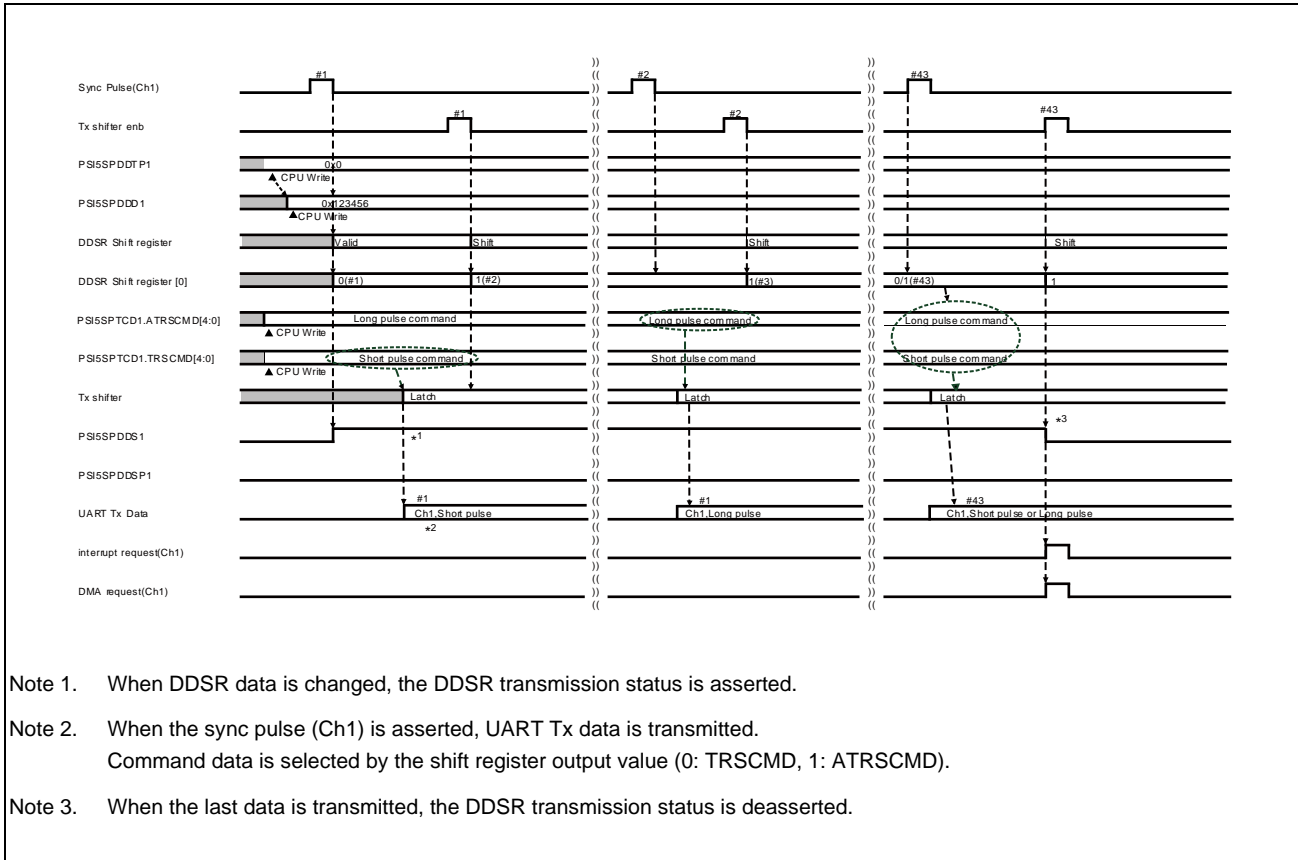 #1 #2 #43
Sync Pulse(Ch1)
#1 #2 #43
Tx shifter enb
PSI5SPDDTP1 0x0
▲ CPU Write
PSI5SPDDD1 0x123456
▲CPU Write
DDSR Shift register Valid Shift Shift Shift
DDSR Shift register [0] 0(#1) 1(#2) 1(#3) 0/1(#43) 1
PSI5SPTCD1.ATRSCMD[4:0] Long pulse command Long pulse command Long pulse command
▲ CPU Write
PSI5SPTCD1.TRSCMD[4:0] Short pulse command Short pulse command Short pulse command
▲ CPU Write
Tx shifter Latch Latch Latch
PSI5SPDDS1 *1 *3
PSI5SPDDSP1
#1 #1 #43
UART Tx Data Ch1,Short pulse Ch1,Long pulse Ch1,Short pulse or Long pulse
*2
interrupt request(Ch1)
DMA request(Ch1)
Note 1. When DDSR data is changed, the DDSR transmission status is asserted.
Note 2. When the sync pulse (Ch1) is asserted, UART Tx data is transmitted.
Command data is selected by the shift register output value (0: TRSCMD, 1: ATRSCMD).
Note 3. When the last data is transmitted, the DDSR transmission status is deasserted.